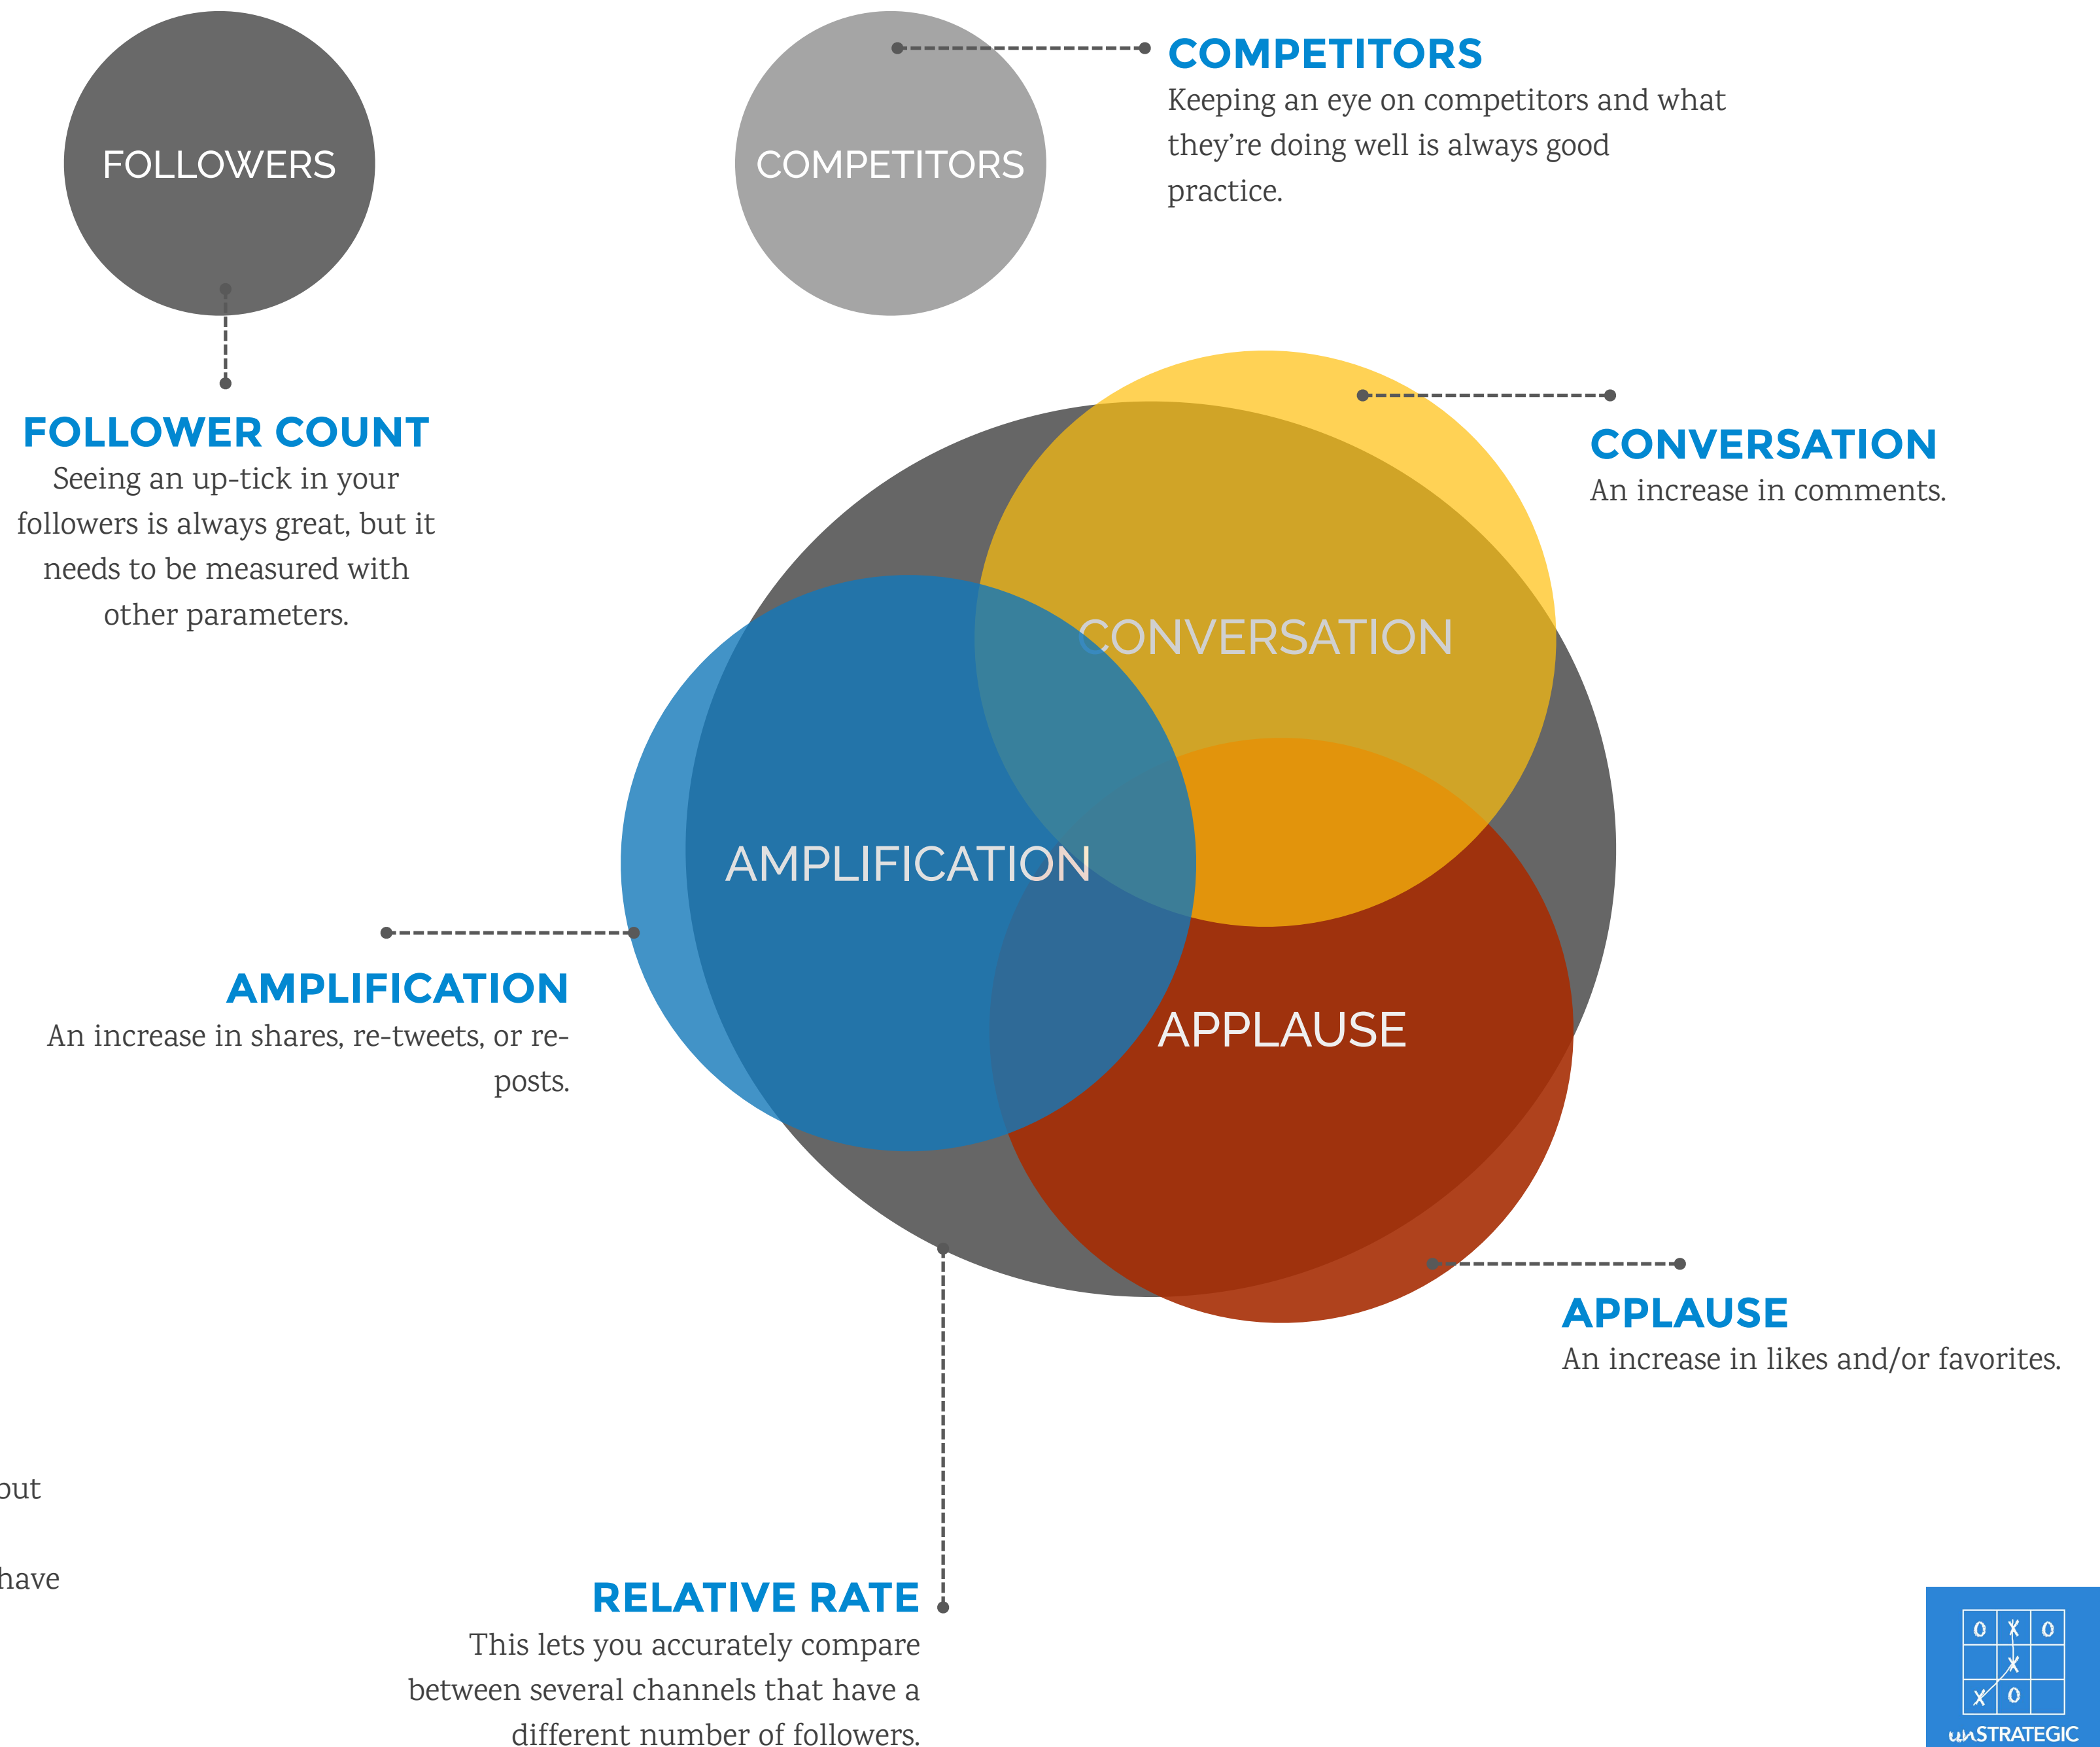 FOLLOWERS
COMPETITORS
COMPETITORS
Keeping an eye on competitors and what
they’re doing well is always good
practice.
FOLLOWER COUNT
Seeing an up-tick in your
followers is always great, but it
needs to be measured with
other parameters.
CONVERSATION
An increase in comments.
CONVERSATION
AMPLIFICATION
AMPLIFICATION
An increase in shares, re-tweets, or re-
posts.
APPLAUSE
APPLAUSE
An increase in likes and/or favorites.
out
have
RELATIVE RATE
This lets you accurately compare
between several channels that have a
different number of followers.
O X O
X
X O
unSTRATEGIC